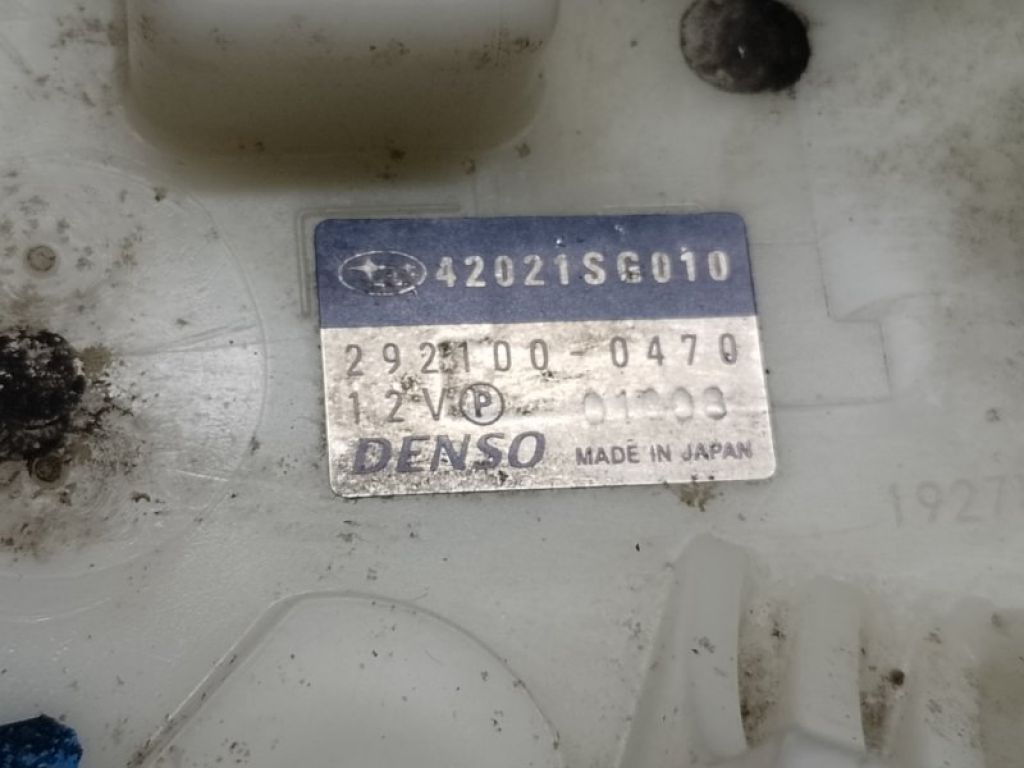 42021SG010
292100-0470
12V P
DENSO MADE IN JAPAN